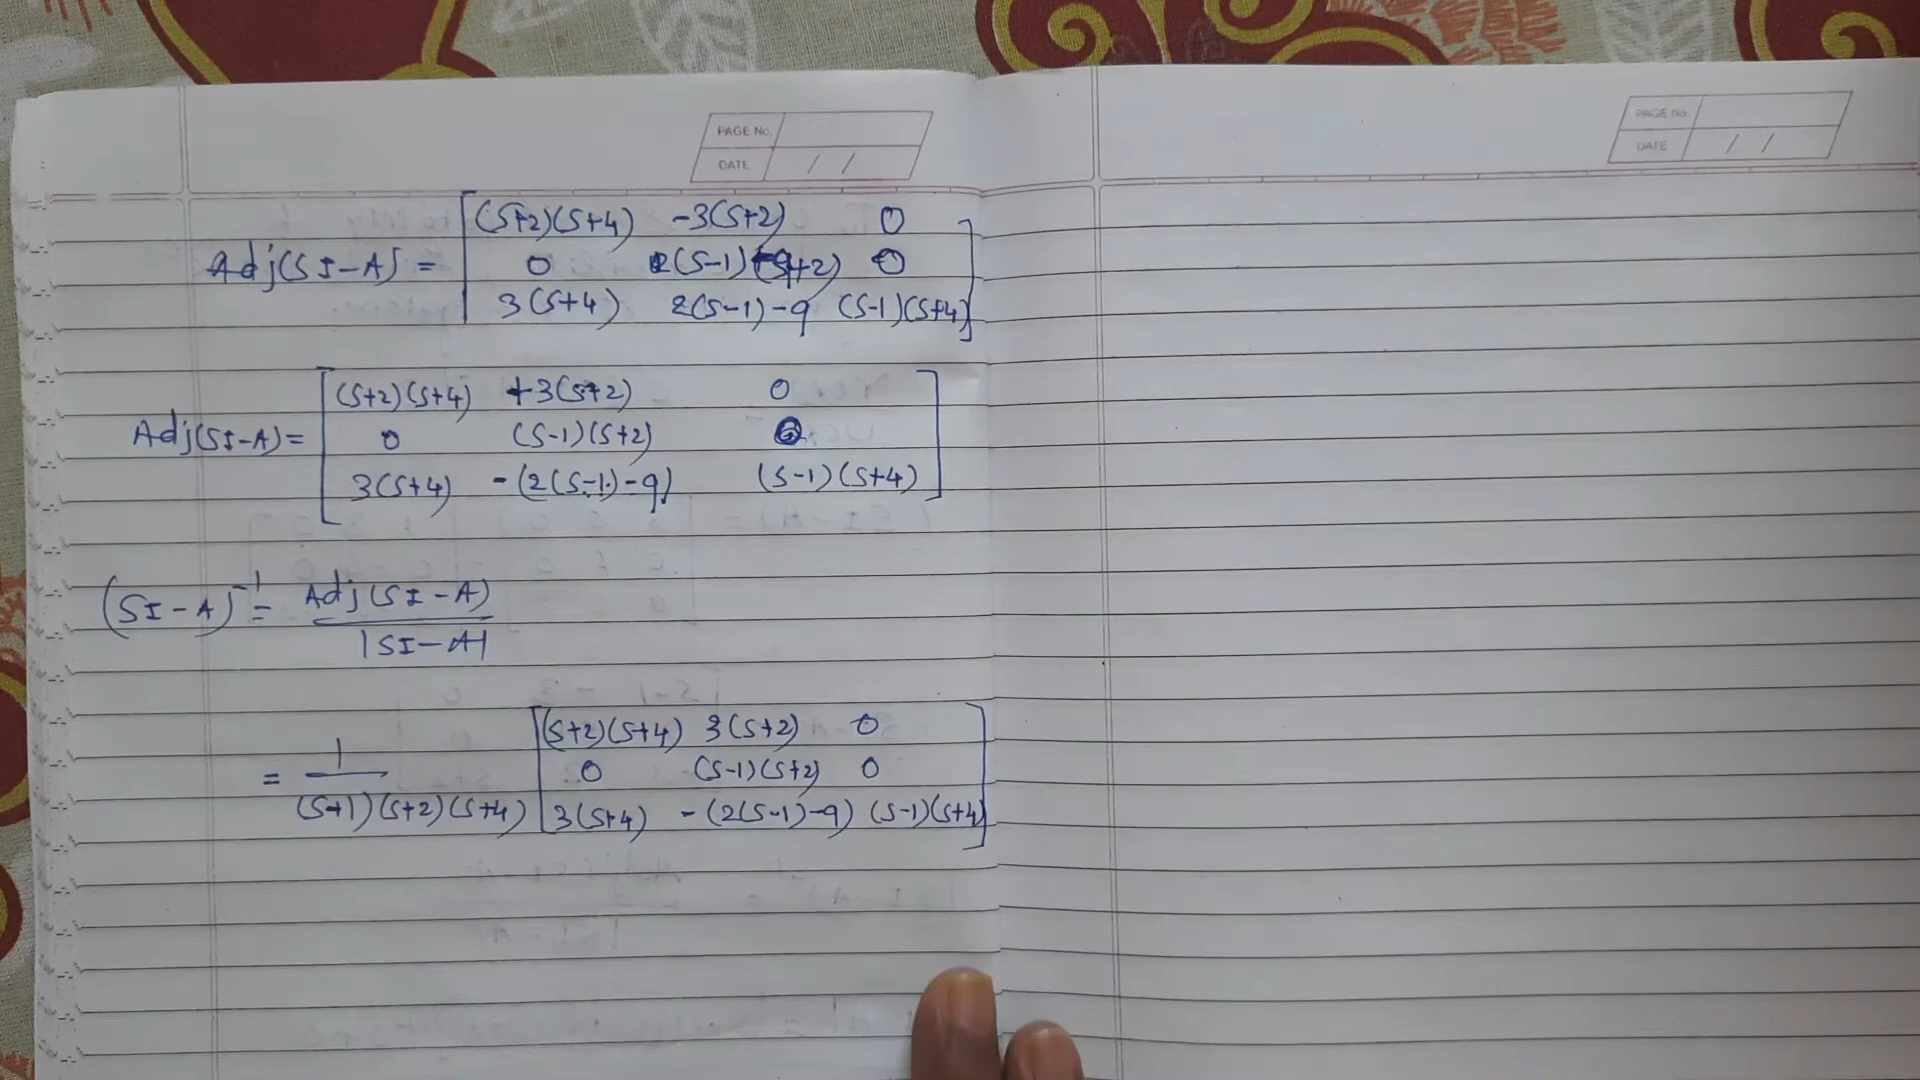 PAGE No.
DATE / /
PAGE No.
DATE / /
(S+2)(S+4) -3(S+2) 0
Adj(SI-A) = 0 (S-1)(S+2) 0
3(S+4) 2(S-1)-9 (S-1)(S+4)
(S+2)(S+4) +3(S+2) 0
Adj(SI-A) = 0 (S-1)(S+2)
3(S+4) -(2(S-1)-9) (S-1)(S+4)
(SI-A)⁻¹ = Adj(SI-A)
|SI-A|
(S+2)(S+4) 3(S+2) 0
= 1 0 (S-1)(S+2) 0
(S+2)(S+4) 3(S+4) -(2(S-1)-9) (S-1)(S+4)